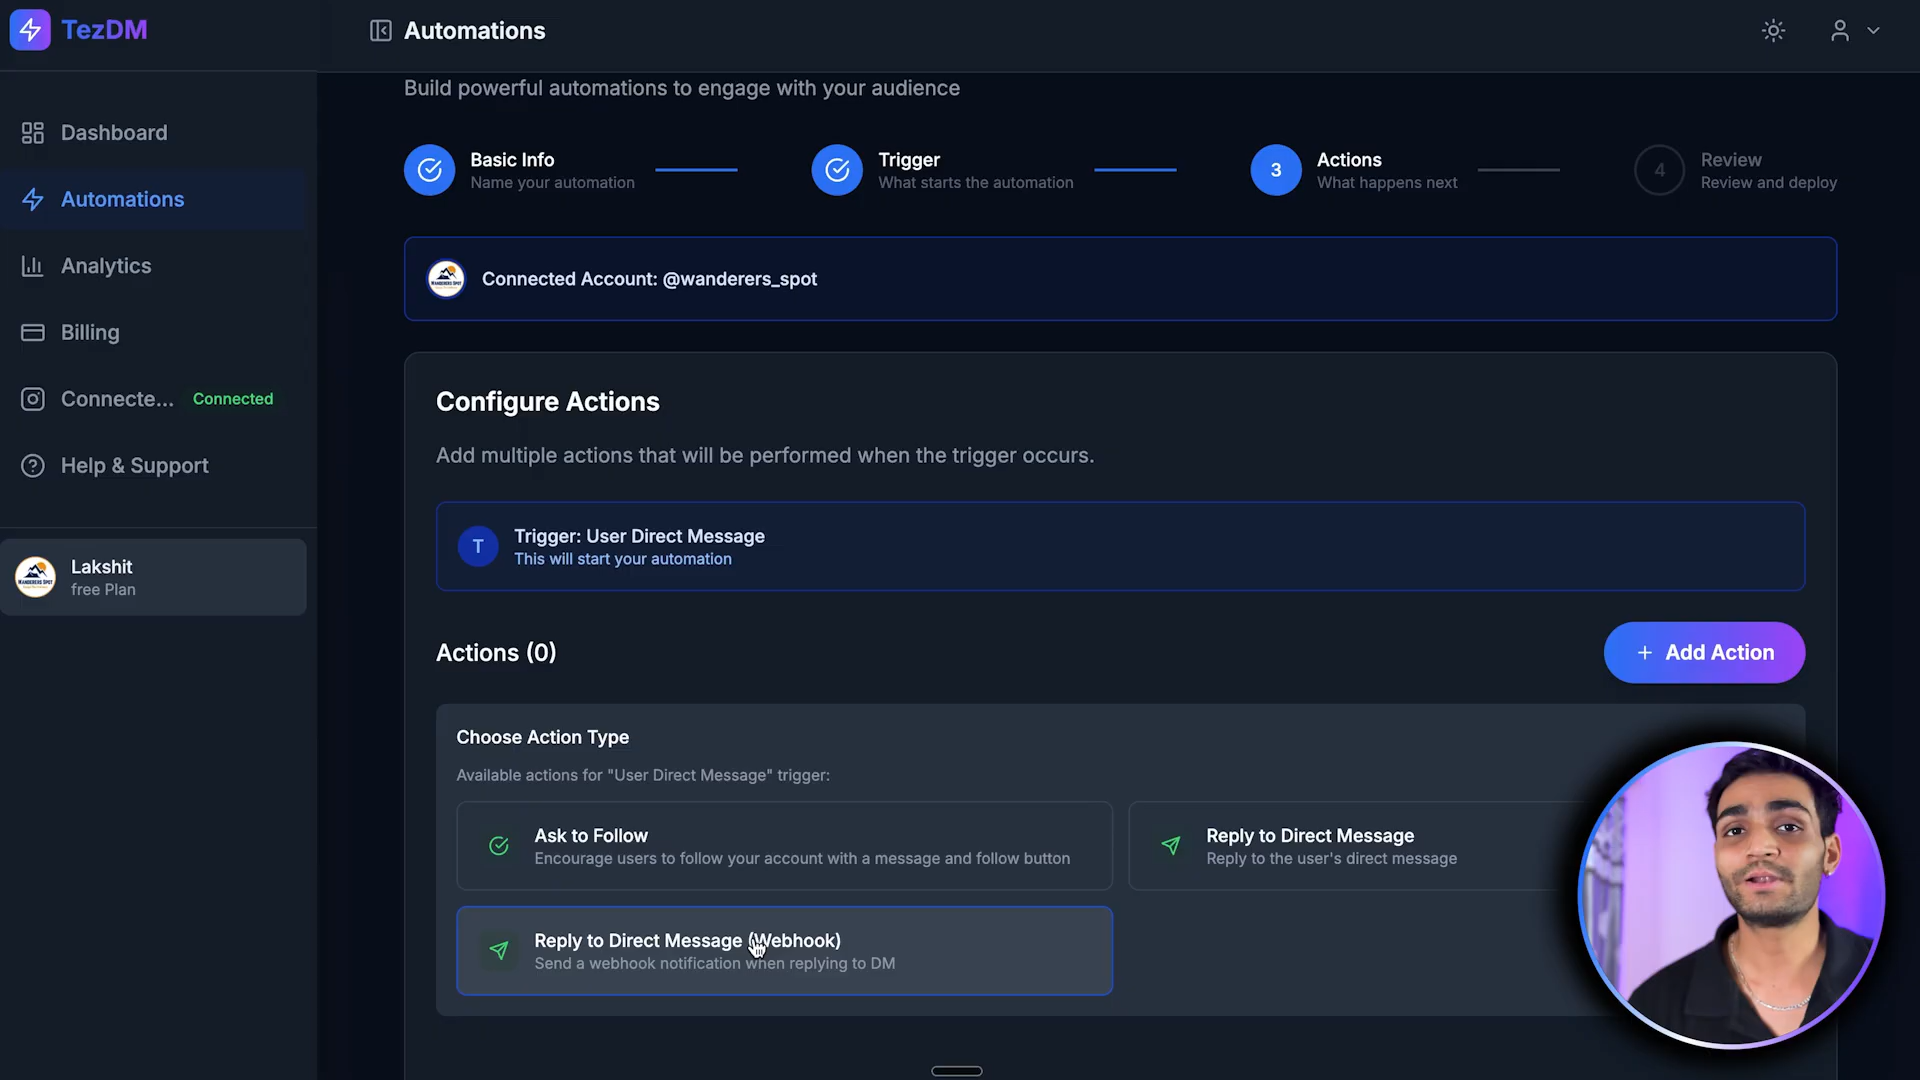 TezDM
Automations
Build powerful automations to engage with your audience
Dashboard
Automations
Analytics
Billing
Connecte... Connected
Help & Support
Lakshit
free Plan
Basic Info
Name your automation
Trigger
What starts the automation
3
Actions
What happens next
4
Review
Review and deploy
WANDERERS SPOT
Connected Account: @wanderers_spot
Configure Actions
Add multiple actions that will be performed when the trigger occurs.
T
Trigger: User Direct Message
This will start your automation
Actions (0)
+ Add Action
Choose Action Type
Available actions for "User Direct Message" trigger:
Ask to Follow
Encourage users to follow your account with a message and follow button
Reply to Direct Message
Reply to the user's direct message
Reply to Direct Message (Webhook)
Send a webhook notification when replying to DM